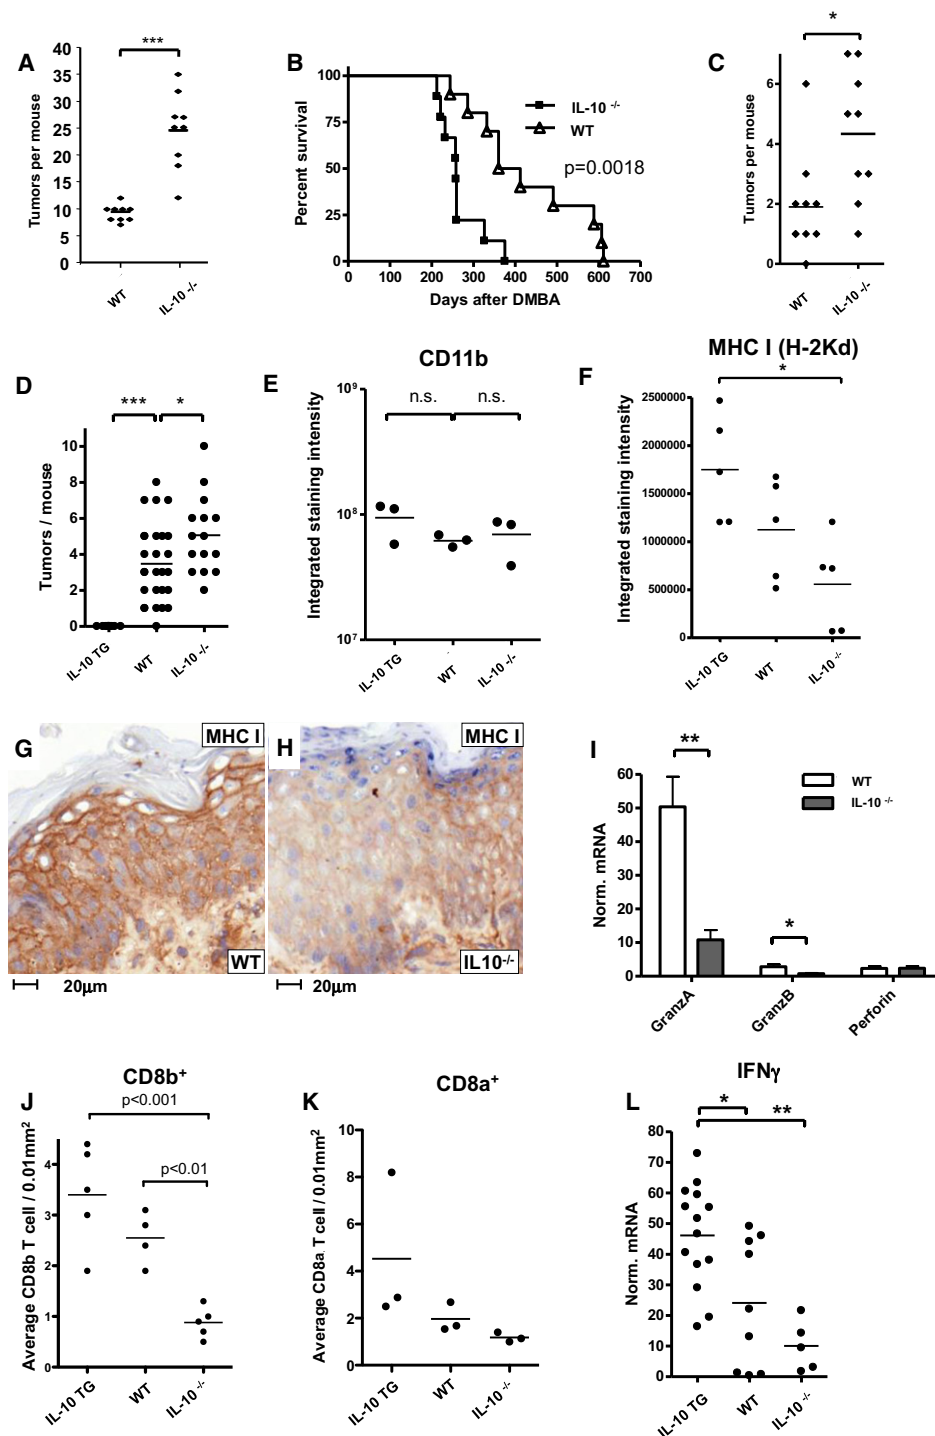 A
Tumors per mouse
40
35
30
25
20
15
10
5
0
***
WT
IL-10 -/-
B
Percent survival
100
75
50
25
0
0 100 200 300 400 500 600 700
Days after DMBA
IL-10 -/-
WT
p=0.0018
C
Tumors per mouse
6
4
2
0
*
WT
IL-10 -/-
D
Tumors / mouse
10
8
6
4
2
0
*** *
IL-10 TG
WT
IL-10 -/-
E
CD11b
Integrated staining intensity
10⁹
10⁸
10⁷
n.s. n.s.
IL-10 TG
WT
IL-10 -/-
F
MHC I (H-2Kd)
Integrated staining intensity
2500000
2000000
1500000
1000000
500000
0
*
IL-10 TG
WT
IL-10 -/-
G
MHC I
WT
20µm
H
MHC I
IL10-/-
20µm
I
Norm. mRNA
60
50
40
30
20
10
0
**
*
WT
IL-10 -/-
GranzA
GranzB
Perforin
J
CD8b⁺
p<0.001
p<0.01
Average CD8b T cell / 0.01mm²
4
3
2
1
0
IL-10 TG
WT
IL-10 -/-
K
CD8a⁺
Average CD8a T cell / 0.01mm²
10
8
6
4
2
0
IL-10 TG
WT
IL-10 -/-
L
IFNγ
* **
Norm. mRNA
80
70
60
50
40
30
20
10
0
IL-10 TG
WT
IL-10 -/-